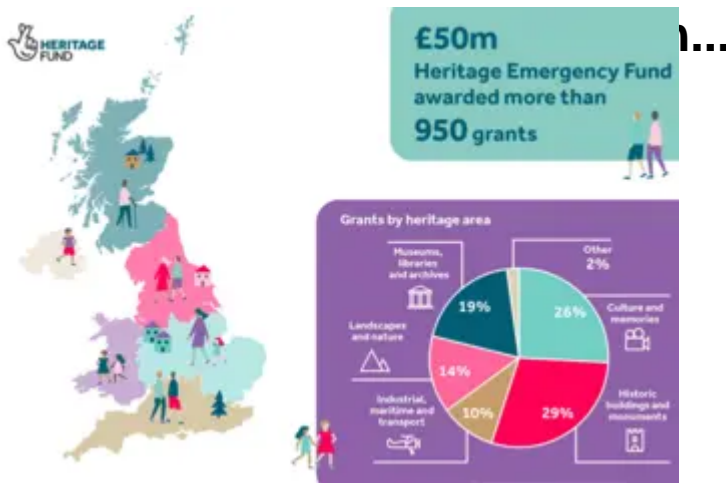 HERITAGE
FUND
£50m
Heritage Emergency Fund
awarded more than
950 grants
Grants by heritage area
Museums,
libraries
and archives
19%
Other
2%
26%
Culture and
memories
Landscapes
and nature
14%
Industrial,
maritime and
transport
10%
29%
Historic
buildings and
monuments